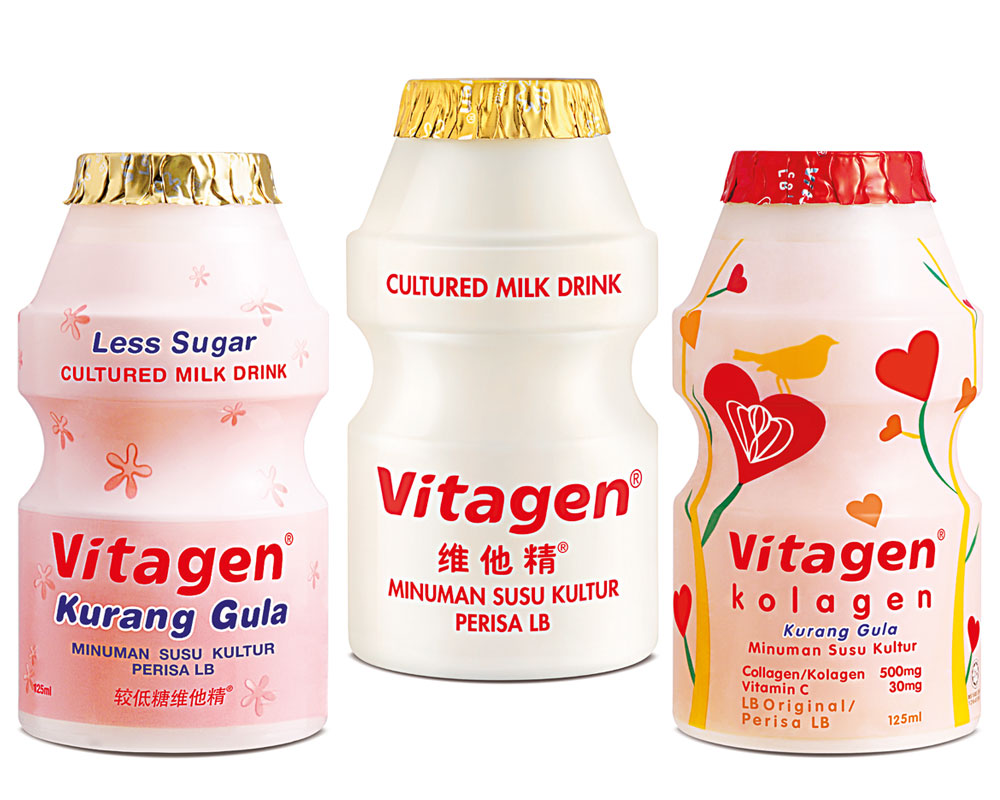 Less Sugar
CULTURED MILK DRINK
Vitagen®
Kurang Gula
MINUMAN SUSU KULTUR
PERISA LB
125ml
较低糖维他精®
CULTURED MILK DRINK
Vitagen®
维他精®
MINUMAN SUSU KULTUR
PERISA LB
Vitagen®
kolagen
Kurang Gula
Minuman Susu Kultur
Collagen/Kolagen 500mg
Vitamin C 30mg
LB Original/
Perisa LB
125ml